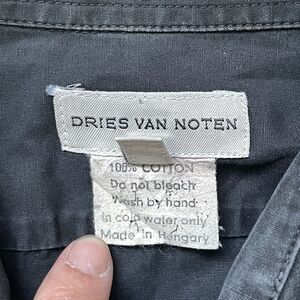 DRIES VAN NOTEN
100% COTTON
Do not bleach
Wash by hand
In cold water only
Made in Hungary